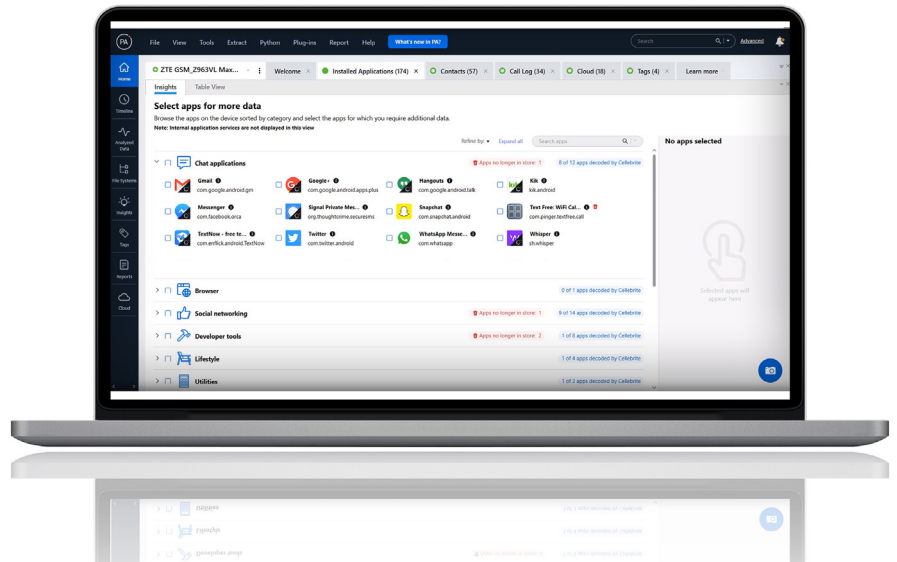 PA
File View Tools Extract Python Plug-ins Report Help What's new in PA? Search Advanced
ZTE GSM_Z963VL Max... Welcome Installed Applications (174) Contacts (57) Call Log (34) Cloud (18) Tags (4) Learn more
Home
Timeline
Analyzed
Data
File Systems
Insights
Tags
Reports
Cloud
Insights Table View
Select apps for more data
Browse the apps on the device sorted by category and select the apps for which you require additional data.
Note: Internal application services are not displayed in this view
Refine by: Expand all Search apps
Chat applications Apps no longer in store: 1 8 of 12 apps decoded by Cellebrite
Gmail Google+ Hangouts Kik
com.google.android.gm com.google.android.apps.plus com.google.android.talk kik.android
Messenger Signal Private Mes... Snapchat Text Free: WiFi Cal...
com.facebook.orca org.thoughtcrime.securesms com.snapchat.android com.pinger.textfree.call
TextNow - free te... Twitter WhatsApp Messe... Whisper
com.enflick.android.TextNow com.twitter.android com.whatsapp sh.whisper
Browser 0 of 1 apps decoded by Cellebrite
Social networking Apps no longer in store: 1 9 of 14 apps decoded by Cellebrite
Developer tools Apps no longer in store: 2 1 of 8 apps decoded by Cellebrite
Lifestyle 1 of 4 apps decoded by Cellebrite
Utilities 1 of 3 apps decoded by Cellebrite
No apps selected
Selected apps will
appear here